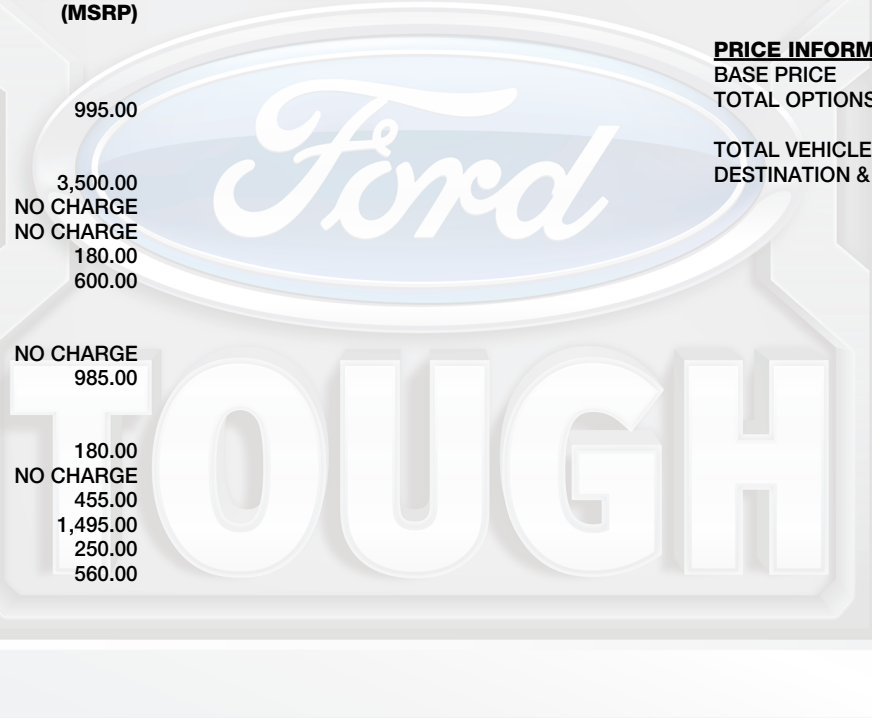 (MSRP)
995.00
3,500.00
NO CHARGE
NO CHARGE
180.00
600.00
NO CHARGE
985.00
180.00
NO CHARGE
455.00
1,495.00
250.00
560.00
PRICE INFORM
BASE PRICE
TOTAL OPTIONS
TOTAL VEHICLE
DESTINATION &
Ford
TOUGH